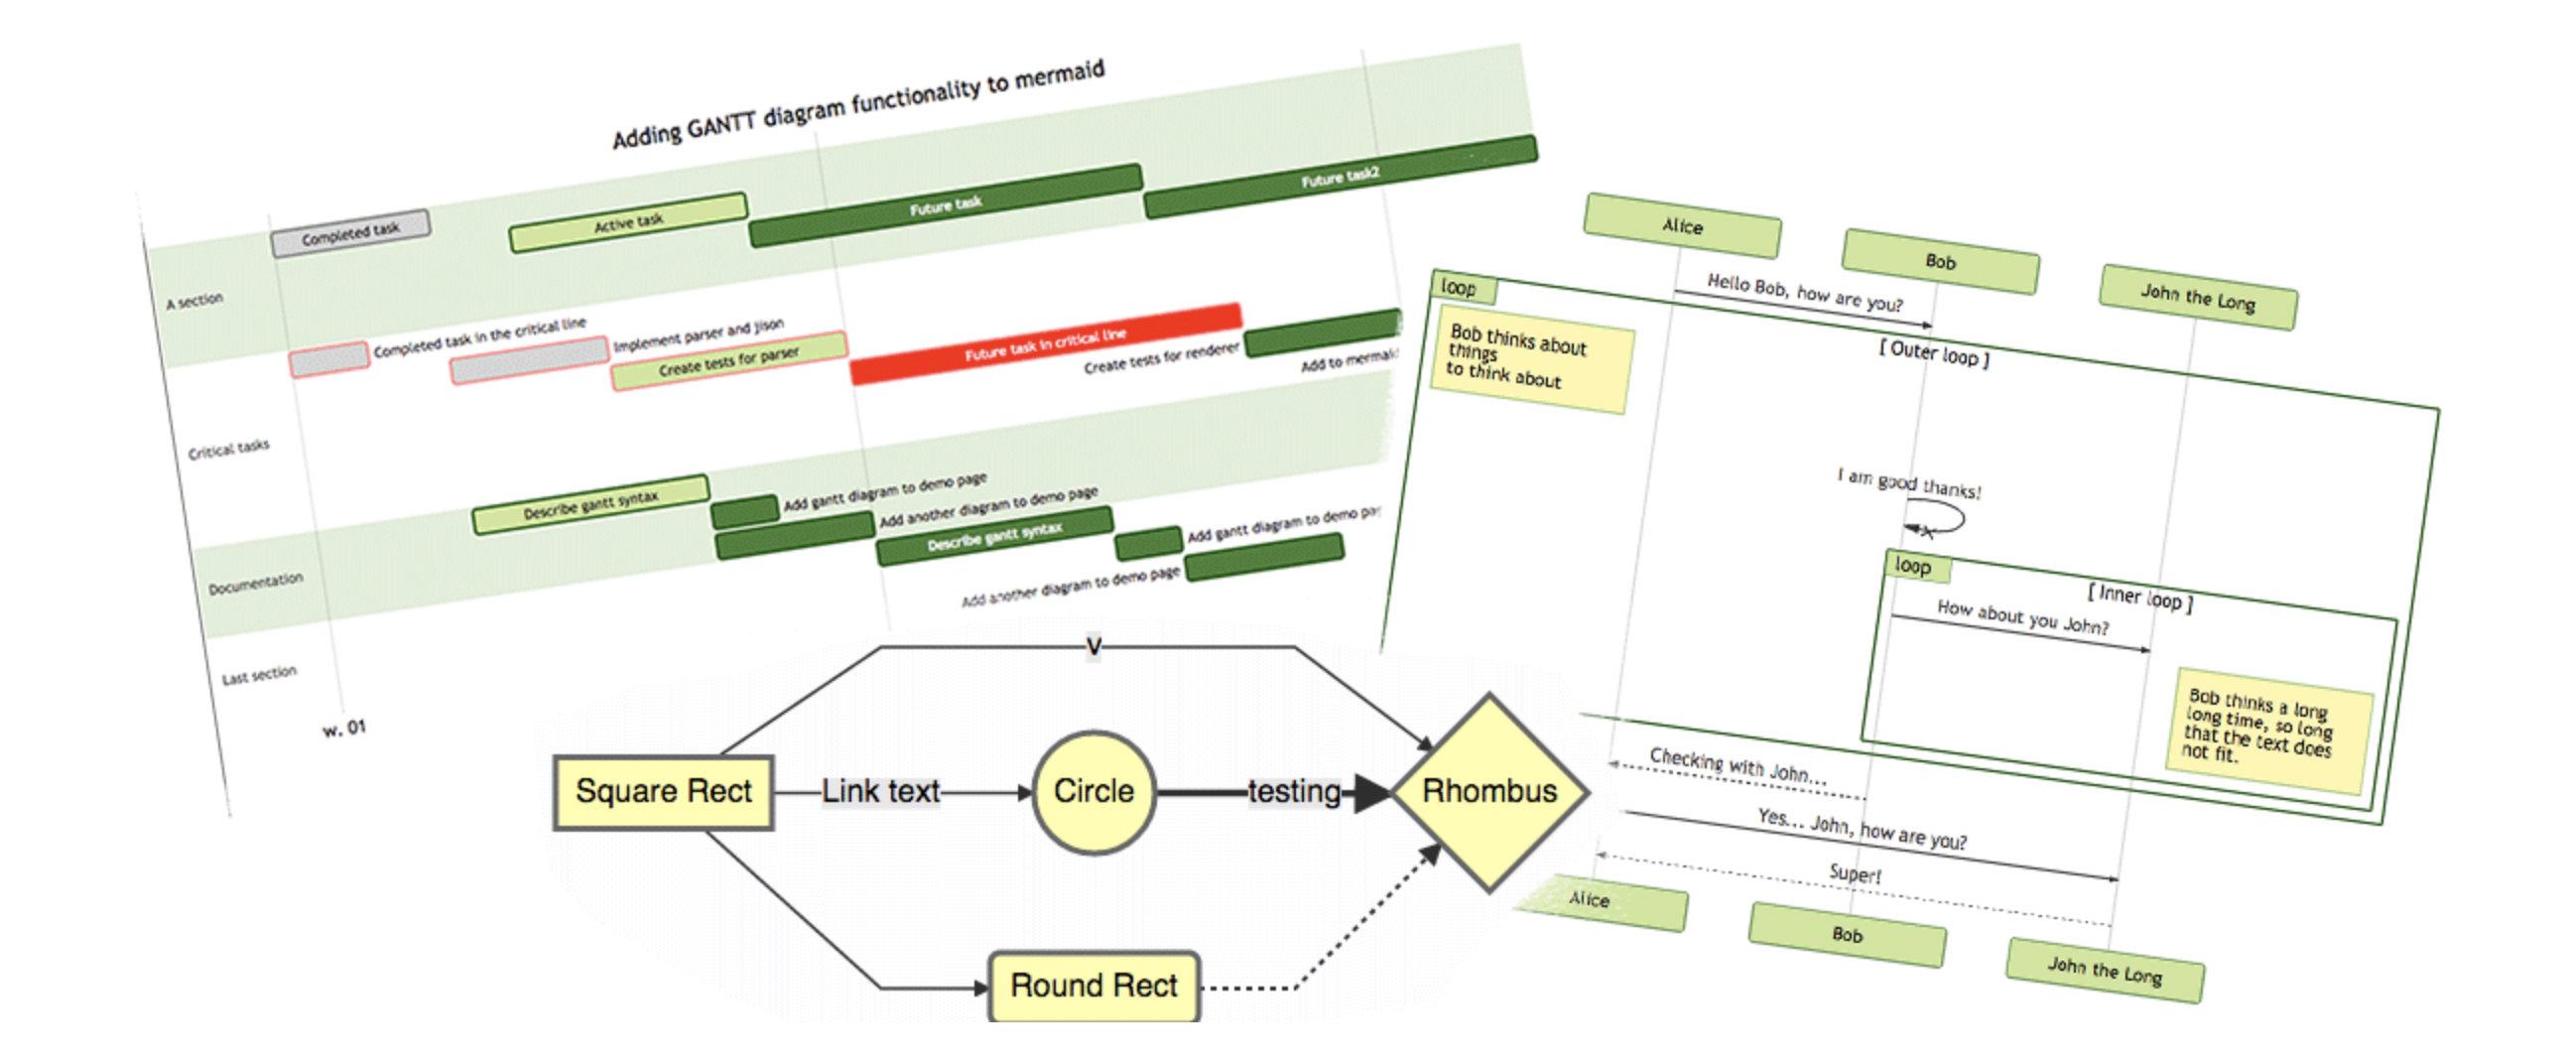 Adding GANTT diagram functionality to mermaid
Completed task
Active task
Future task
Future task2
A section
Completed task in the critical line
Implement parser and jison
Create tests for parser
Future task in critical line
Create tests for renderer
Add to mermaid
Critical tasks
Describe gantt syntax
Add gantt diagram to demo page
Add another diagram to demo page
Describe gantt syntax
Add gantt diagram to demo
Add another diagram to demo page
Documentation
Last section
w. 01
V
Square Rect
Link text
Circle
testing
Rhombus
Round Rect
Alice
Bob
John the Long
Hello Bob, how are you?
loop
[ Outer loop ]
Bob thinks about
things
to think about
I am good thanks!
loop
[ Inner loop ]
How about you John?
Bob thinks a long
long time, so long
that the text does
not fit.
Checking with John...
Yes... John, how are you?
Super!
Alice
Bob
John the Long